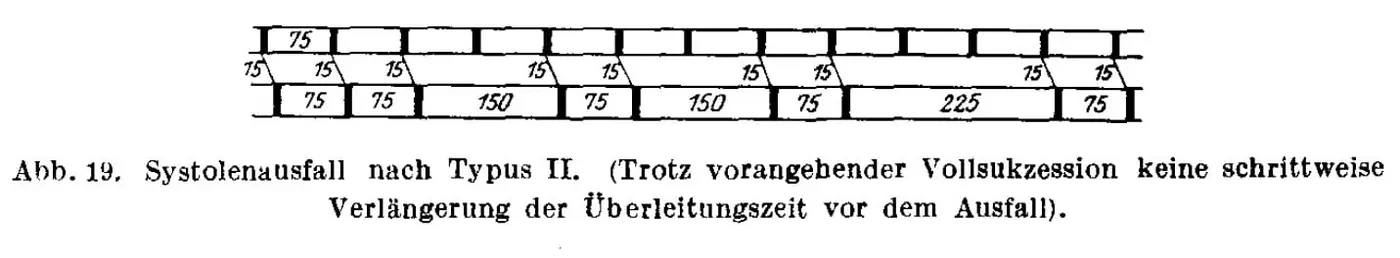 75
15 15 15 15 15 15 15 15 15
75 75 150 75 150 75 225 75
Abb. 19. Systolenausfall nach Typus II. (Trotz vorangehender Vollsukzession keine schrittweise
Verlängerung der Überleitungszeit vor dem Ausfall).